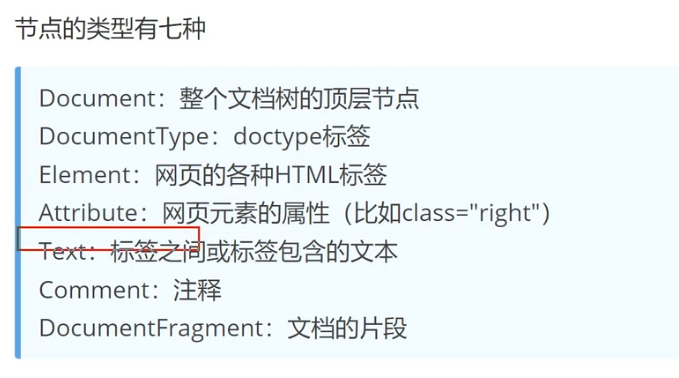 节点的类型有七种
Document：整个文档树的顶层节点
DocumentType：doctype标签
Element：网页的各种HTML标签
Attribute：网页元素的属性（比如class="right"）
Text：标签之间或标签包含的文本
Comment：注释
DocumentFragment：文档的片段